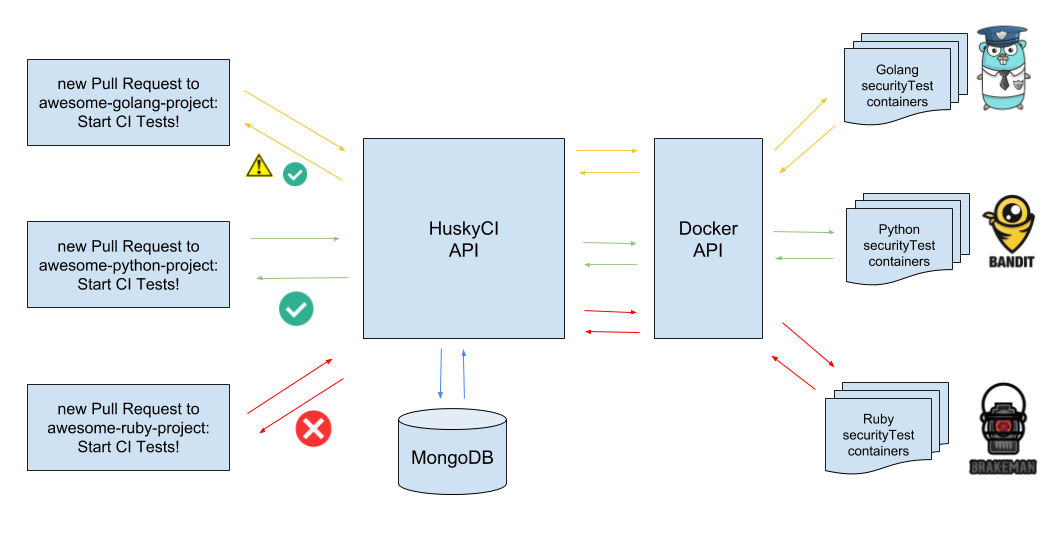 new Pull Request to
awesome-golang-project:
Start CI Tests!
new Pull Request to
awesome-python-project:
Start CI Tests!
new Pull Request to
awesome-ruby-project:
Start CI Tests!
HuskyCI
API
MongoDB
Docker
API
Golang
securityTest
containers
Python
securityTest
containers
BANDIT
Ruby
securityTest
containers
BRAKEMAN